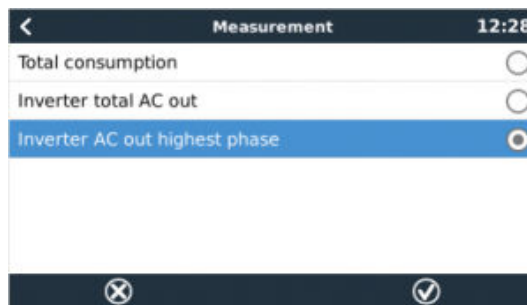 Measurement 12:28
Total consumption
Inverter total AC out
Inverter AC out highest phase